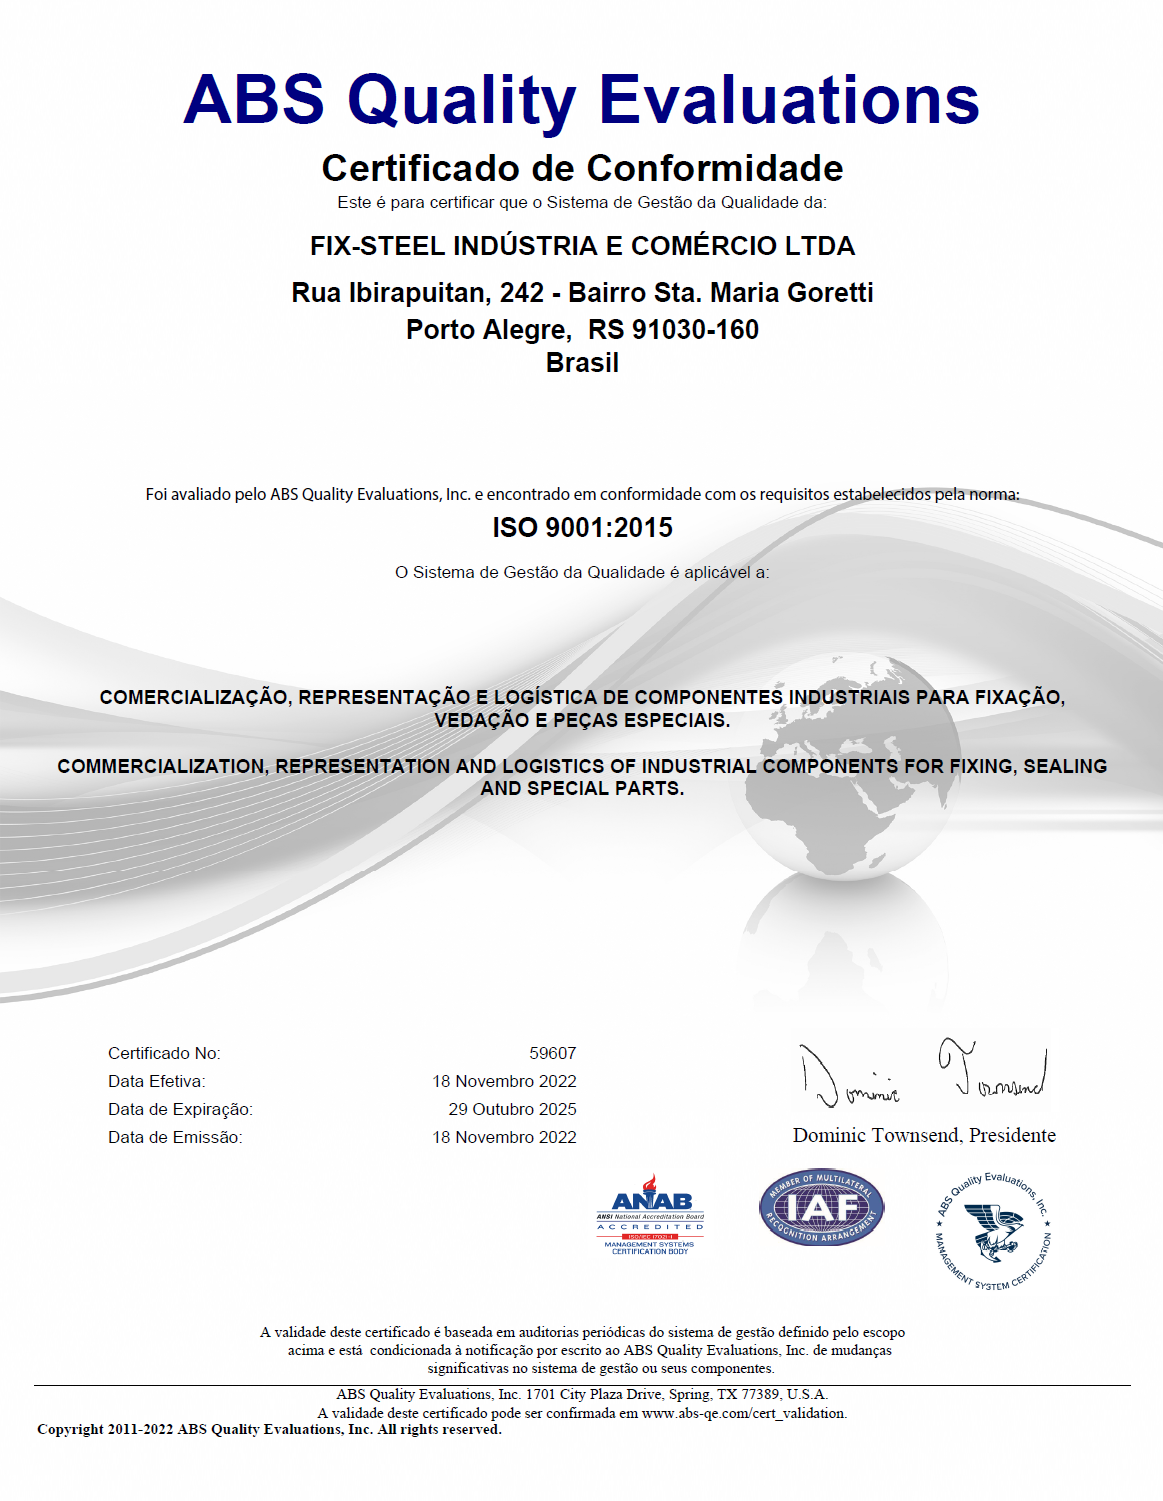 ABS Quality Evaluations
Certificado de Conformidade
Este é para certificar que o Sistema de Gestão da Qualidade da:
FIX-STEEL INDÚSTRIA E COMÉRCIO LTDA
Rua Ibirapuitan, 242 - Bairro Sta. Maria Goretti
Porto Alegre,  RS 91030-160
Brasil
Foi avaliado pelo ABS Quality Evaluations, Inc. e encontrado em conformidade com os requisitos estabelecidos pela norma:
ISO 9001:2015
O Sistema de Gestão da Qualidade é aplicável a:
COMERCIALIZAÇÃO, REPRESENTAÇÃO E LOGÍSTICA DE COMPONENTES INDUSTRIAIS PARA FIXAÇÃO,
VEDAÇÃO E PEÇAS ESPECIAIS.
COMMERCIALIZATION, REPRESENTATION AND LOGISTICS OF INDUSTRIAL COMPONENTS FOR FIXING, SEALING
AND SPECIAL PARTS.
Certificado No: 59607
Data Efetiva: 18 Novembro 2022
Data de Expiração: 29 Outubro 2025
Data de Emissão: 18 Novembro 2022
Dominic Townsend
Dominic Townsend, Presidente
ANAB
ANSI National Accreditation Board
ACCREDITED
ISO/IEC 17021-1
MANAGEMENT SYSTEMS
CERTIFICATION BODY
MEMBER OF MULTILATERAL
IAF
RECOGNITION ARRANGEMENT
ABS Quality Evaluations, Inc.
★ MANAGEMENT SYSTEM CERTIFICATION ★
A validade deste certificado é baseada em auditorias periódicas do sistema de gestão definido pelo escopo
acima e está  condicionada à notificação por escrito ao ABS Quality Evaluations, Inc. de mudanças
significativas no sistema de gestão ou seus componentes.
ABS Quality Evaluations, Inc. 1701 City Plaza Drive, Spring, TX 77389, U.S.A.
A validade deste certificado pode ser confirmada em www.abs-qe.com/cert_validation.
Copyright 2011-2022 ABS Quality Evaluations, Inc. All rights reserved.